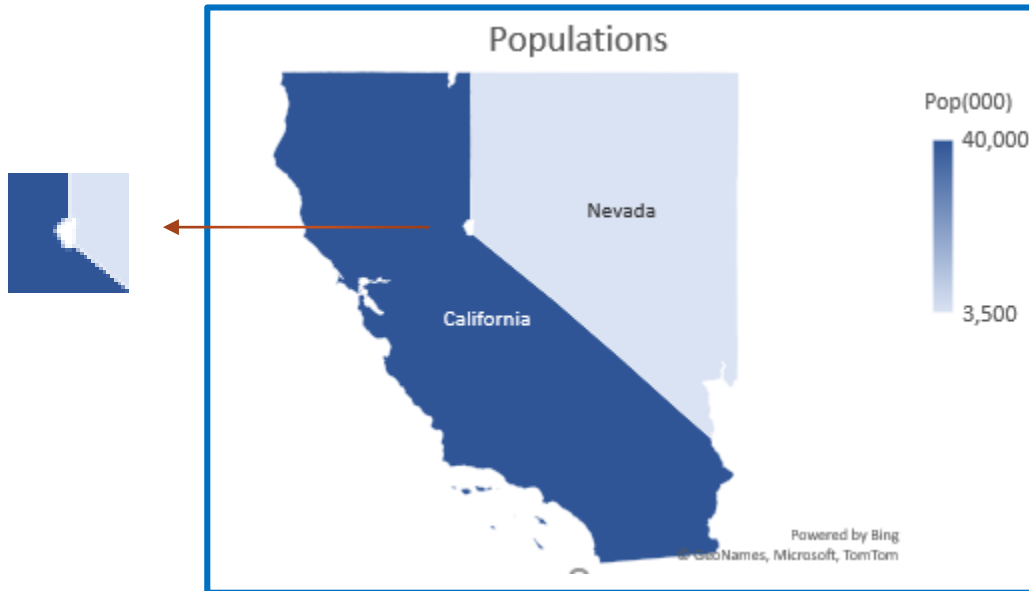 Populations
Pop(000)
40,000
Nevada
3,500
California
Powered by Bing
© GeoNames, Microsoft, TomTom